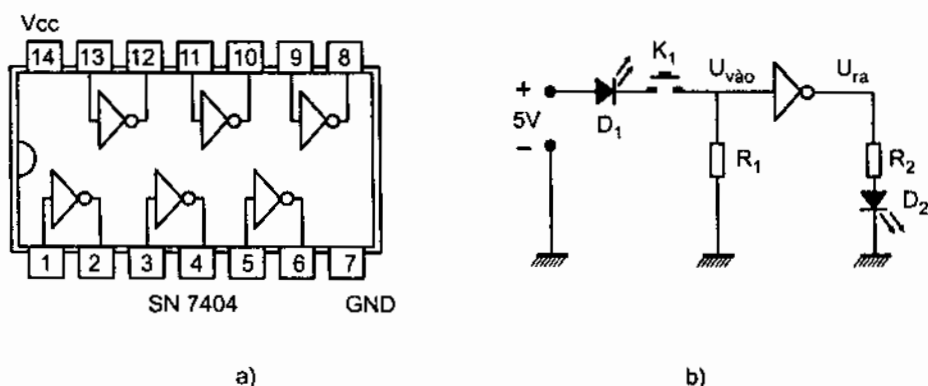 Vcc
14 13 12 11 10 9 8
1 2 3 4 5 6 7
SN 7404 GND
a)
K₁
+ D₁ Uvào Ura
5V
-
R₁ R₂
D₂
b)